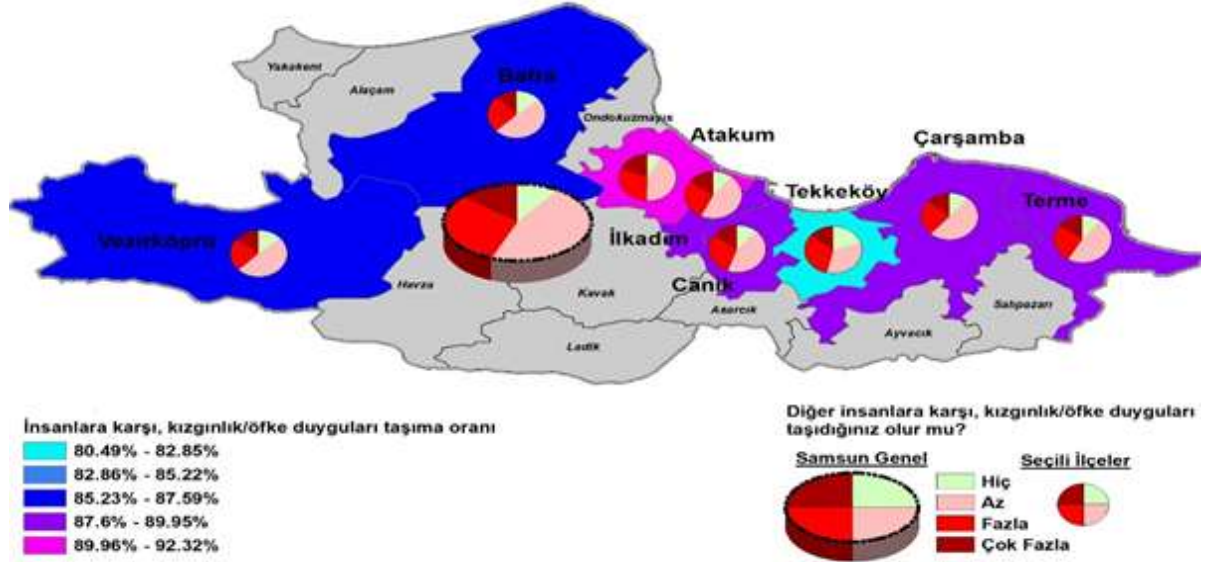 Yakakent
Alaçam
Bafra
Ondokuzmayıs
Atakum
Çarşamba
Tekkeköy
Terme
Vezirköprü
İlkadım
Canik
Havza
Kavak
Asarcık
Salıpazarı
Ayvacık
Ladik
İnsanlara karşı, kızgınlık/öfke duyguları taşıma oranı
80.49% - 82.85%
82.86% - 85.22%
85.23% - 87.59%
87.6% - 89.95%
89.96% - 92.32%
Diğer insanlara karşı, kızgınlık/öfke duyguları
taşıdığınız olur mu?
Samsun Genel
Seçili İlçeler
Hiç
Az
Fazla
Çok Fazla